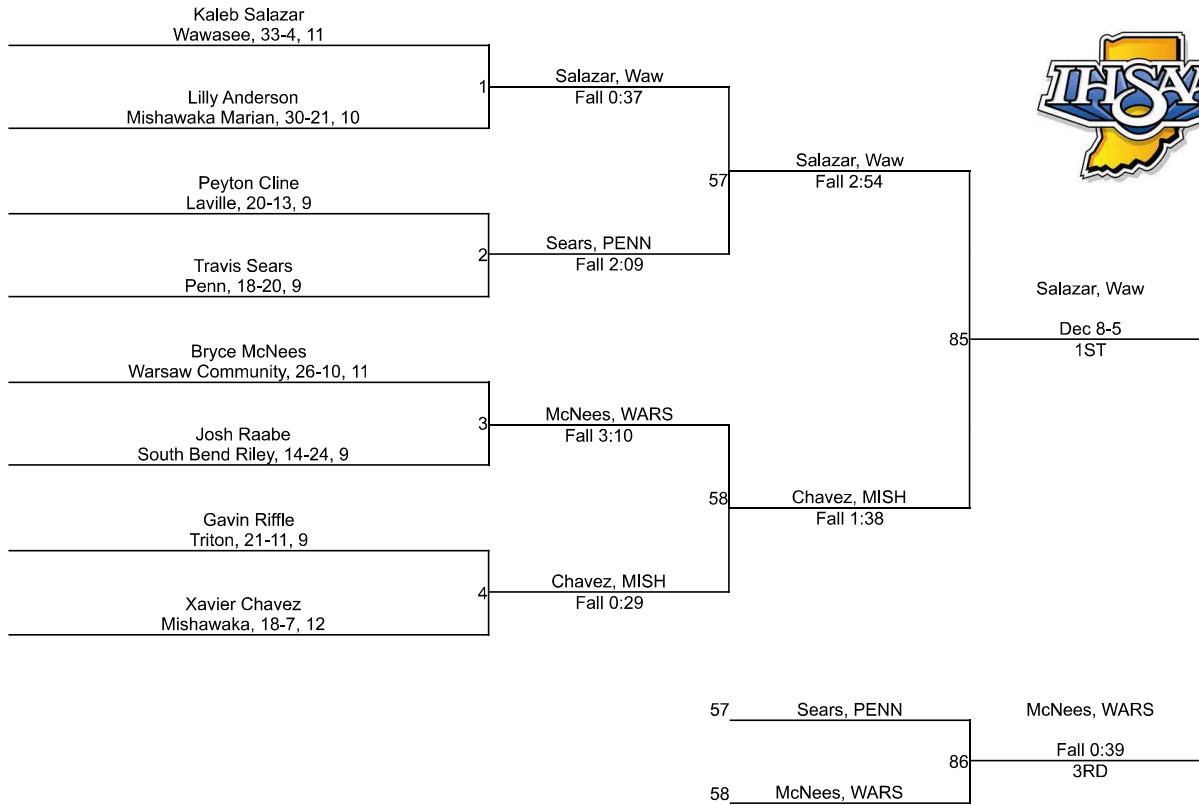 Kaleb Salazar
Wawasee, 33-4, 11
Lilly Anderson
Mishawaka Marian, 30-21, 10
Peyton Cline
Laville, 20-13, 9
Travis Sears
Penn, 18-20, 9
Bryce McNees
Warsaw Community, 26-10, 11
Josh Raabe
South Bend Riley, 14-24, 9
Gavin Riffle
Triton, 21-11, 9
Xavier Chavez
Mishawaka, 18-7, 12
1
Salazar, Waw
Fall 0:37
2
Sears, PENN
Fall 2:09
3
McNees, WARS
Fall 3:10
4
Chavez, MISH
Fall 0:29
57
Salazar, Waw
Fall 2:54
58
Chavez, MISH
Fall 1:38
85
Salazar, Waw
Dec 8-5
1ST
IHSAA
57
Sears, PENN
58
McNees, WARS
86
McNees, WARS
Fall 0:39
3RD